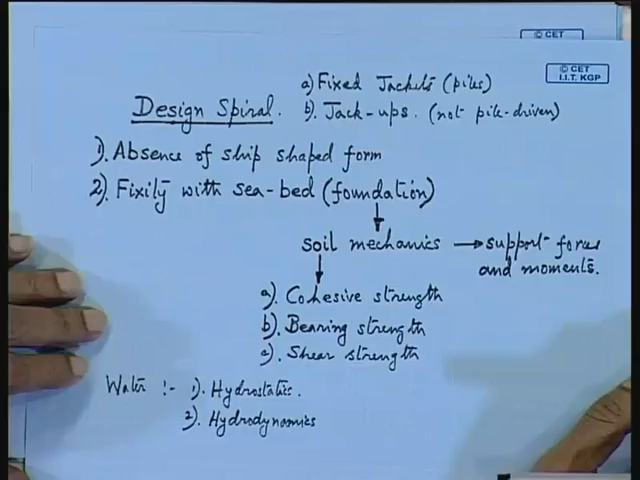 © CET
© CET
I.I.T. KGP
a) Fixed Jackets (piles)
Design Spiral. b). Jack-ups. (not pile-driven)
1). Absence of ship shaped form
2). Fixity with sea-bed (foundation)
soil mechanics → support forces
and moments.
a). Cohesive strength
b). Bearing strength
c). Shear strength
Water :- 1). Hydrostatics.
2). Hydrodynamics